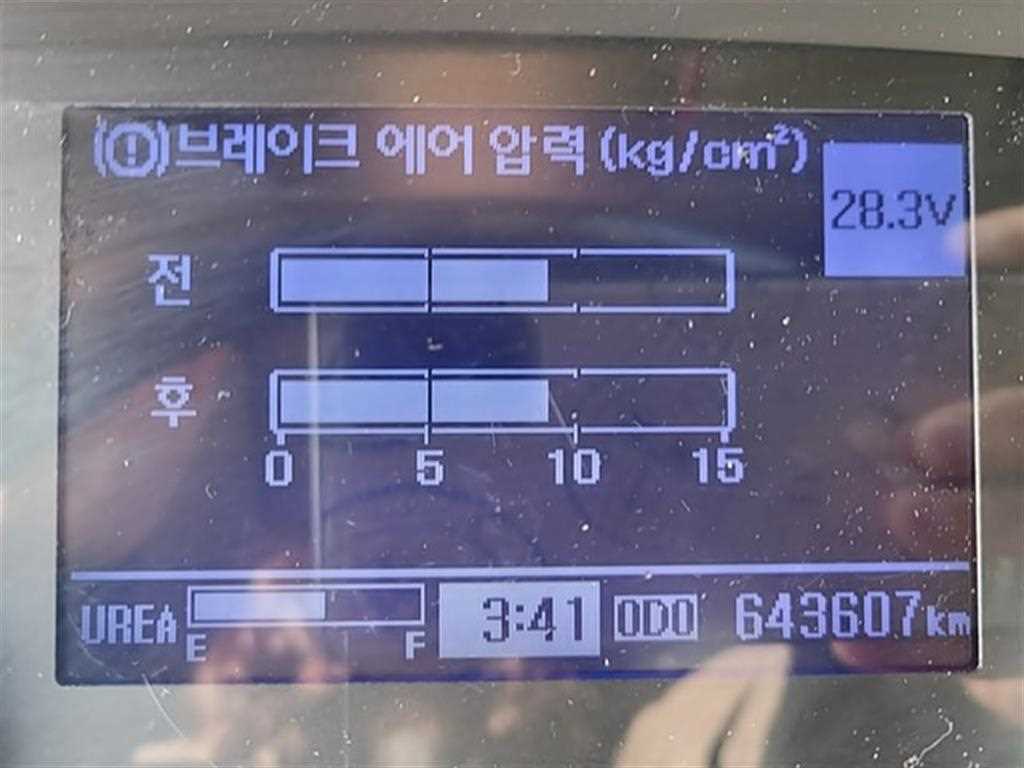 (!)브레이크 에어 압력 (kg/cm²)
28.3V
전
후
0 5 10 15
UREA E F 3:41 ODO 643607km